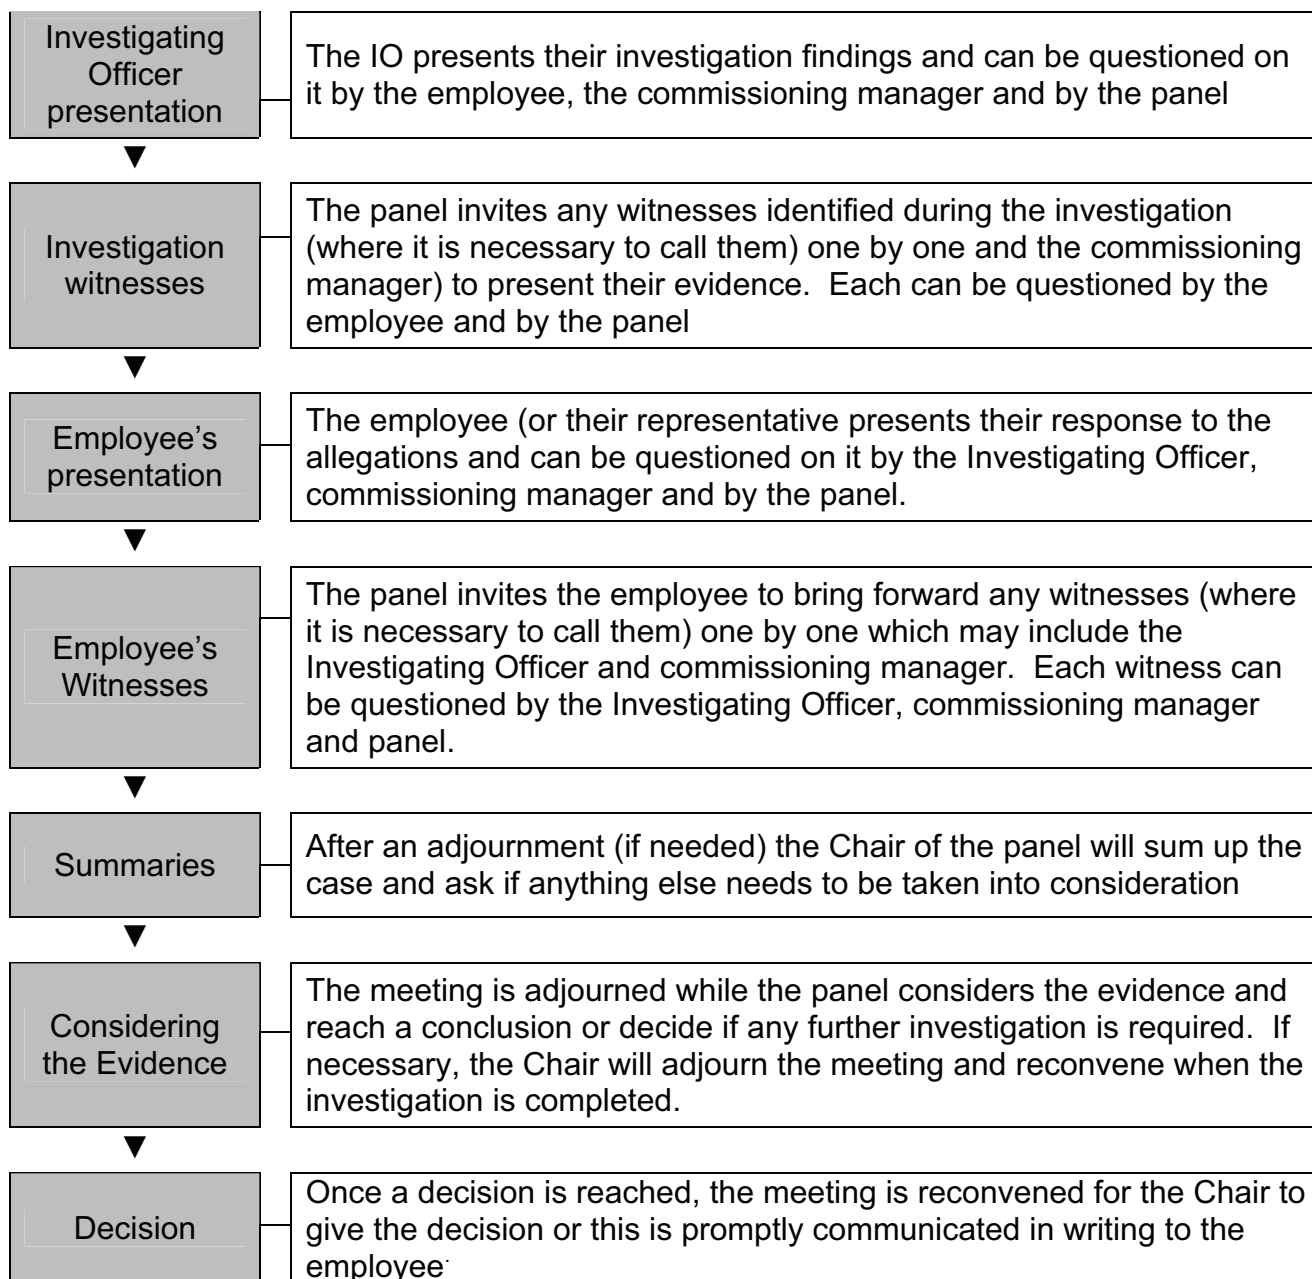 Investigating
Officer
presentation
The IO presents their investigation findings and can be questioned on
it by the employee, the commissioning manager and by the panel
▼
Investigation
witnesses
The panel invites any witnesses identified during the investigation
(where it is necessary to call them) one by one and the commissioning
manager) to present their evidence.  Each can be questioned by the
employee and by the panel
▼
Employee’s
presentation
The employee (or their representative presents their response to the
allegations and can be questioned on it by the Investigating Officer,
commissioning manager and by the panel.
▼
Employee’s
Witnesses
The panel invites the employee to bring forward any witnesses (where
it is necessary to call them) one by one which may include the
Investigating Officer and commissioning manager.  Each witness can
be questioned by the Investigating Officer, commissioning manager
and panel.
▼
Summaries
After an adjournment (if needed) the Chair of the panel will sum up the
case and ask if anything else needs to be taken into consideration
▼
Considering
the Evidence
The meeting is adjourned while the panel considers the evidence and
reach a conclusion or decide if any further investigation is required.  If
necessary, the Chair will adjourn the meeting and reconvene when the
investigation is completed.
▼
Decision
Once a decision is reached, the meeting is reconvened for the Chair to
give the decision or this is promptly communicated in writing to the
employee.